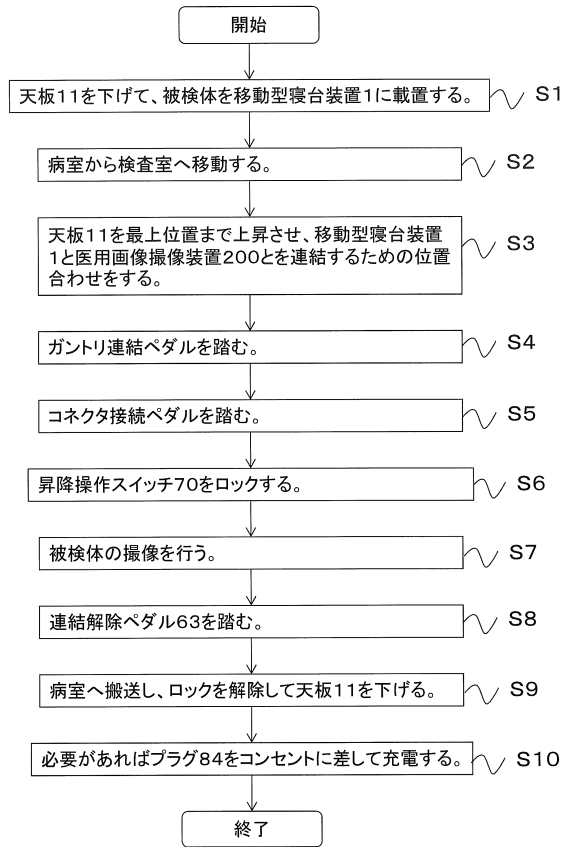 開始
天板11を下げて、被検体を移動型寝台装置1に載置する。 S1
病室から検査室へ移動する。 S2
天板11を最上位置まで上昇させ、移動型寝台装置
1と医用画像撮像装置200とを連結するための位置
合わせをする。
S3
ガントリ連結ペダルを踏む。 S4
コネクタ接続ペダルを踏む。 S5
昇降操作スイッチ70をロックする。 S6
被検体の撮像を行う。 S7
連結解除ペダル63を踏む。 S8
病室へ搬送し、ロックを解除して天板11を下げる。 S9
必要があればプラグ84をコンセントに差して充電する。 S10
終了